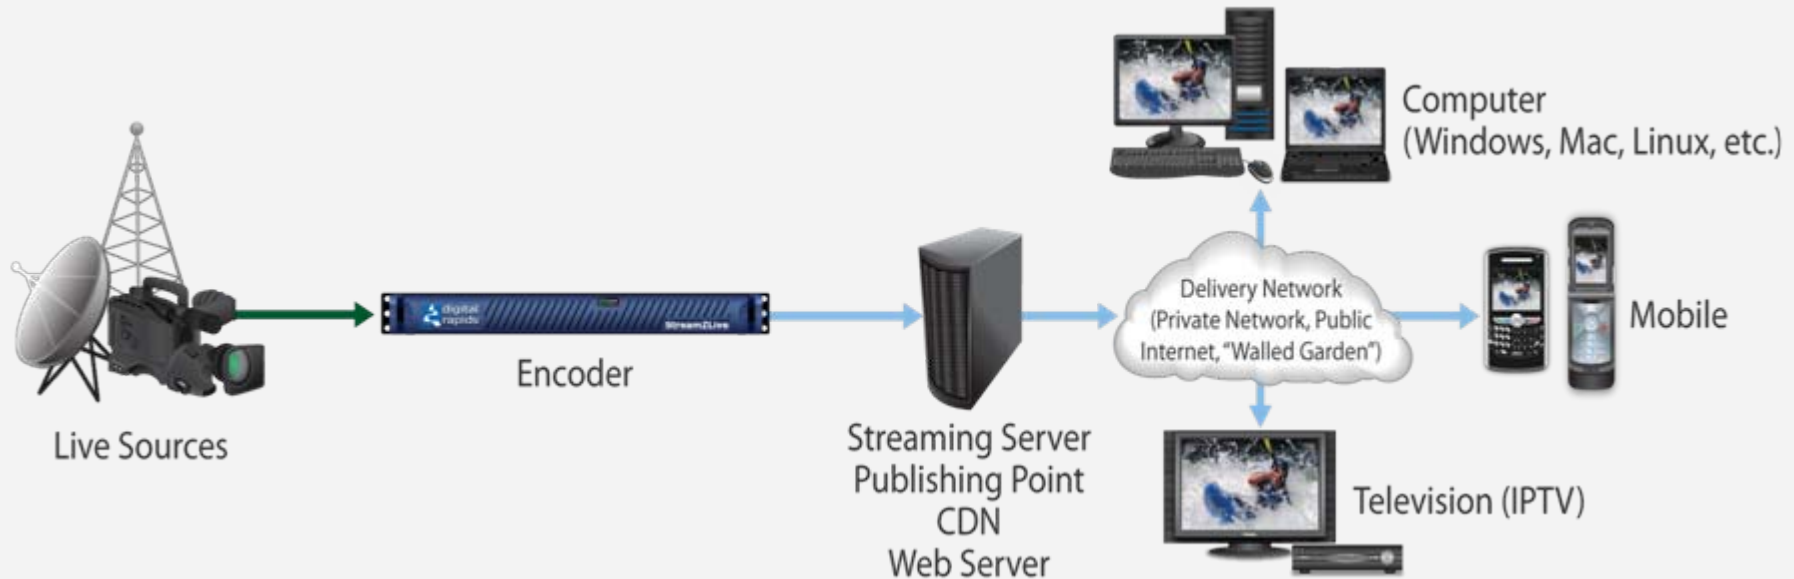 Live Sources
digital
rapids
StreamZLive
Encoder
Streaming Server
Publishing Point
CDN
Web Server
Delivery Network
(Private Network, Public
Internet, "Walled Garden")
Computer
(Windows, Mac, Linux, etc.)
Mobile
Television (IPTV)